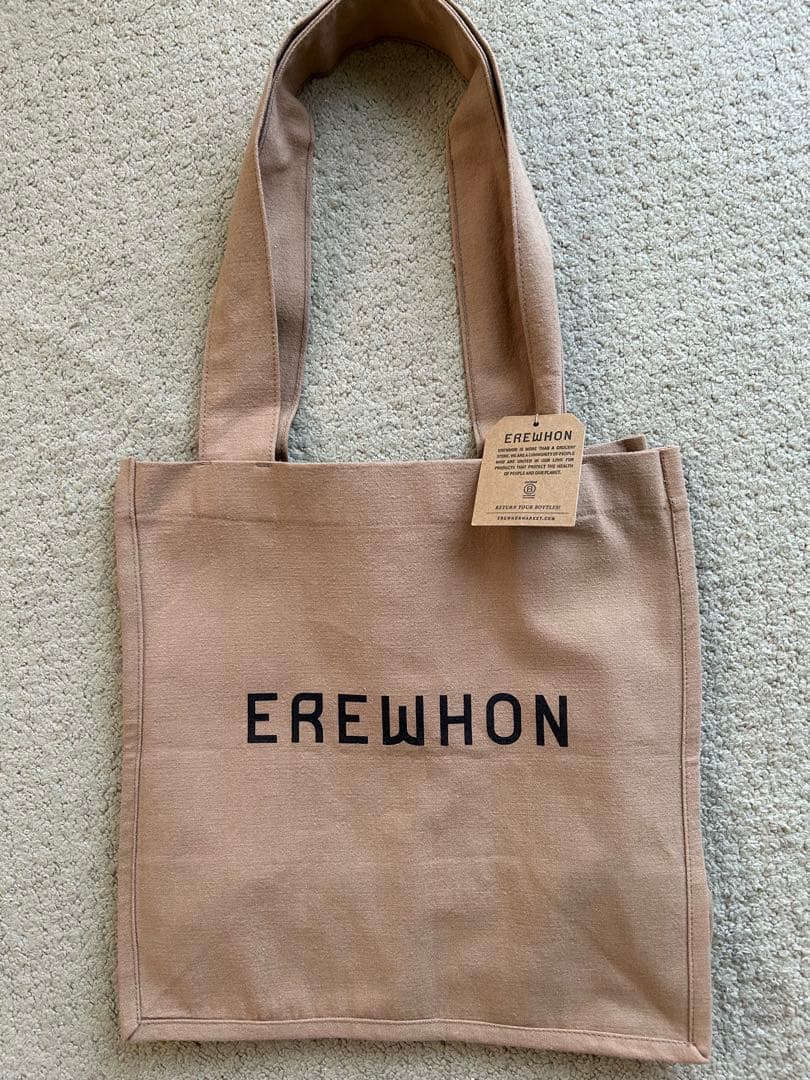 EREWHON
EREWHON IS MORE THAN A GROCERY
STORE. WE ARE A COMMUNITY OF PEOPLE
WHO ARE UNITED IN OUR LOVE FOR
PRODUCTS THAT PROTECT THE HEALTH
OF PEOPLE AND OUR PLANET.
B
RETURN YOUR BOTTLES!
EREWHONMARKET.COM
EREWHON